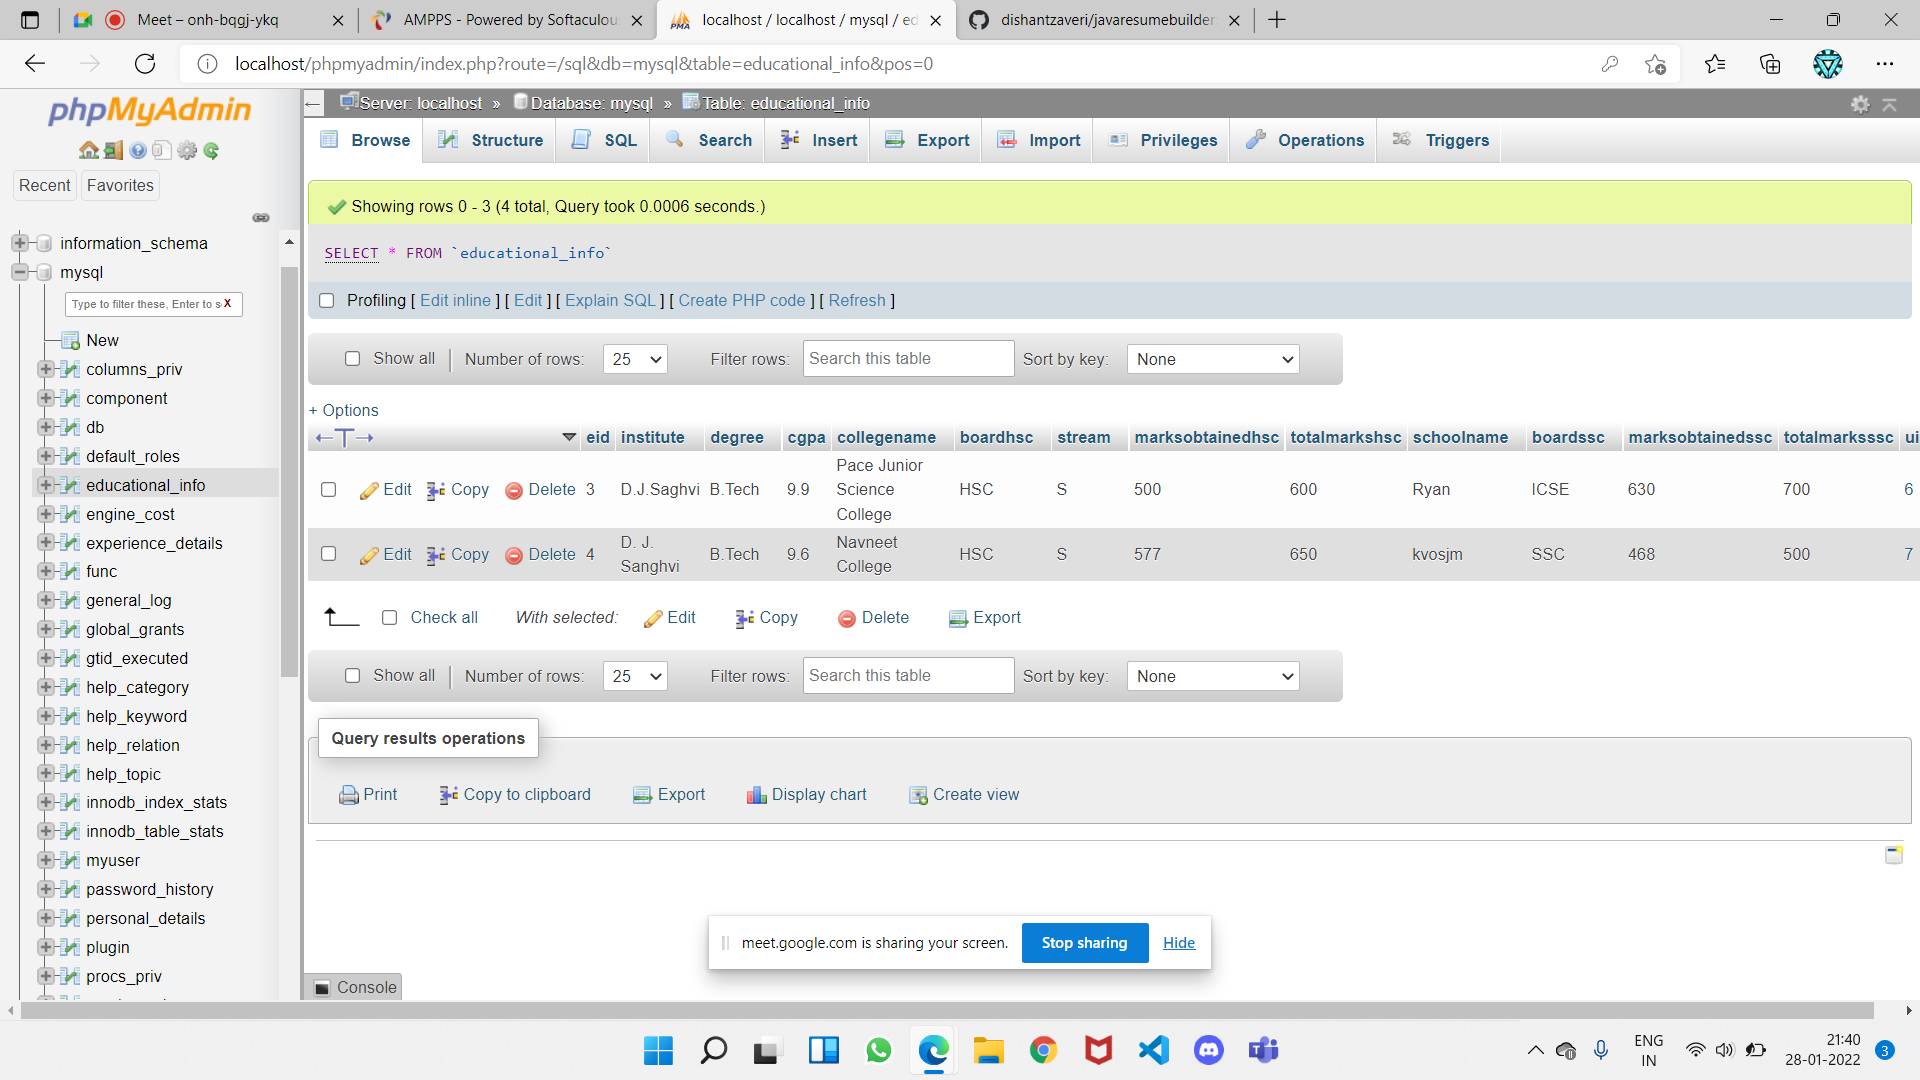 Meet – onh-bqgj-ykq
AMPPS - Powered by Softaculou
localhost / localhost / mysql / ed
dishantzaveri/javaresumebuilder
localhost/phpmyadmin/index.php?route=/sql&db=mysql&table=educational_info&pos=0
phpMyAdmin
Recent
Favorites
information_schema
mysql
Type to filter these, Enter to s X
New
columns_priv
component
db
default_roles
educational_info
engine_cost
experience_details
func
general_log
global_grants
gtid_executed
help_category
help_keyword
help_relation
help_topic
innodb_index_stats
innodb_table_stats
myuser
password_history
personal_details
plugin
procs_priv
Server: localhost » Database: mysql » Table: educational_info
Browse Structure SQL Search Insert Export Import Privileges Operations Triggers
Showing rows 0 - 3 (4 total, Query took 0.0006 seconds.)
SELECT * FROM `educational_info`
Profiling [ Edit inline ] [ Edit ] [ Explain SQL ] [ Create PHP code ] [ Refresh ]
Show all Number of rows: 25 Filter rows: Search this table Sort by key: None
+ Options
←T→ eid institute degree cgpa collegename boardhsc stream marksobtainedhsc totalmarkshsc schoolname boardssc marksobtainedssc totalmarksssc ui
Edit Copy Delete 3 D.J.Saghvi B.Tech 9.9 Pace Junior Science College HSC S 500 600 Ryan ICSE 630 700 6
Edit Copy Delete 4 D. J. Sanghvi B.Tech 9.6 Navneet College HSC S 577 650 kvosjm SSC 468 500 7
Check all With selected: Edit Copy Delete Export
Show all Number of rows: 25 Filter rows: Search this table Sort by key: None
Query results operations
Print Copy to clipboard Export Display chart Create view
meet.google.com is sharing your screen. Stop sharing Hide
Console
ENG
IN
21:40
28-01-2022
3